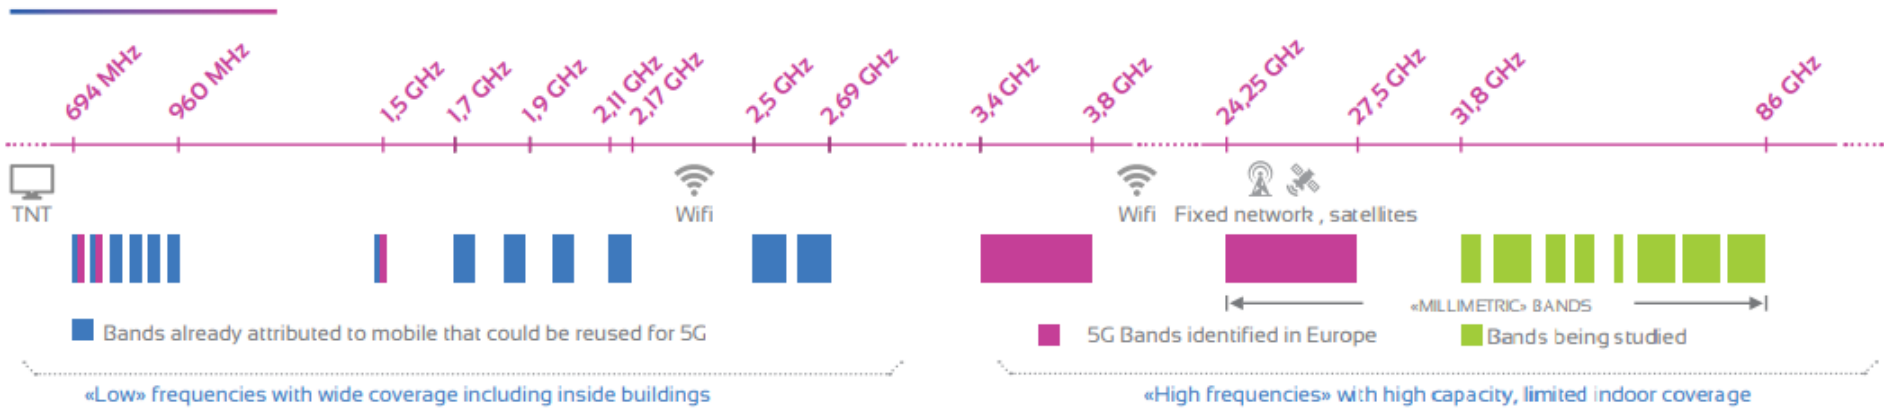 694 MHz
960 MHz
1,5 GHz
1,7 GHz
1,9 GHz
2,11 GHz
2,17 GHz
2,5 GHz
2,69 GHz
3,4 GHz
3,8 GHz
24,25 GHz
27,5 GHz
31,8 GHz
86 GHz
TNT
Wifi
Wifi
Fixed network , satellites
«MILLIMETRIC» BANDS
Bands already attributed to mobile that could be reused for 5G
5G Bands identified in Europe
Bands being studied
«Low» frequencies with wide coverage including inside buildings
«High frequencies» with high capacity, limited indoor coverage